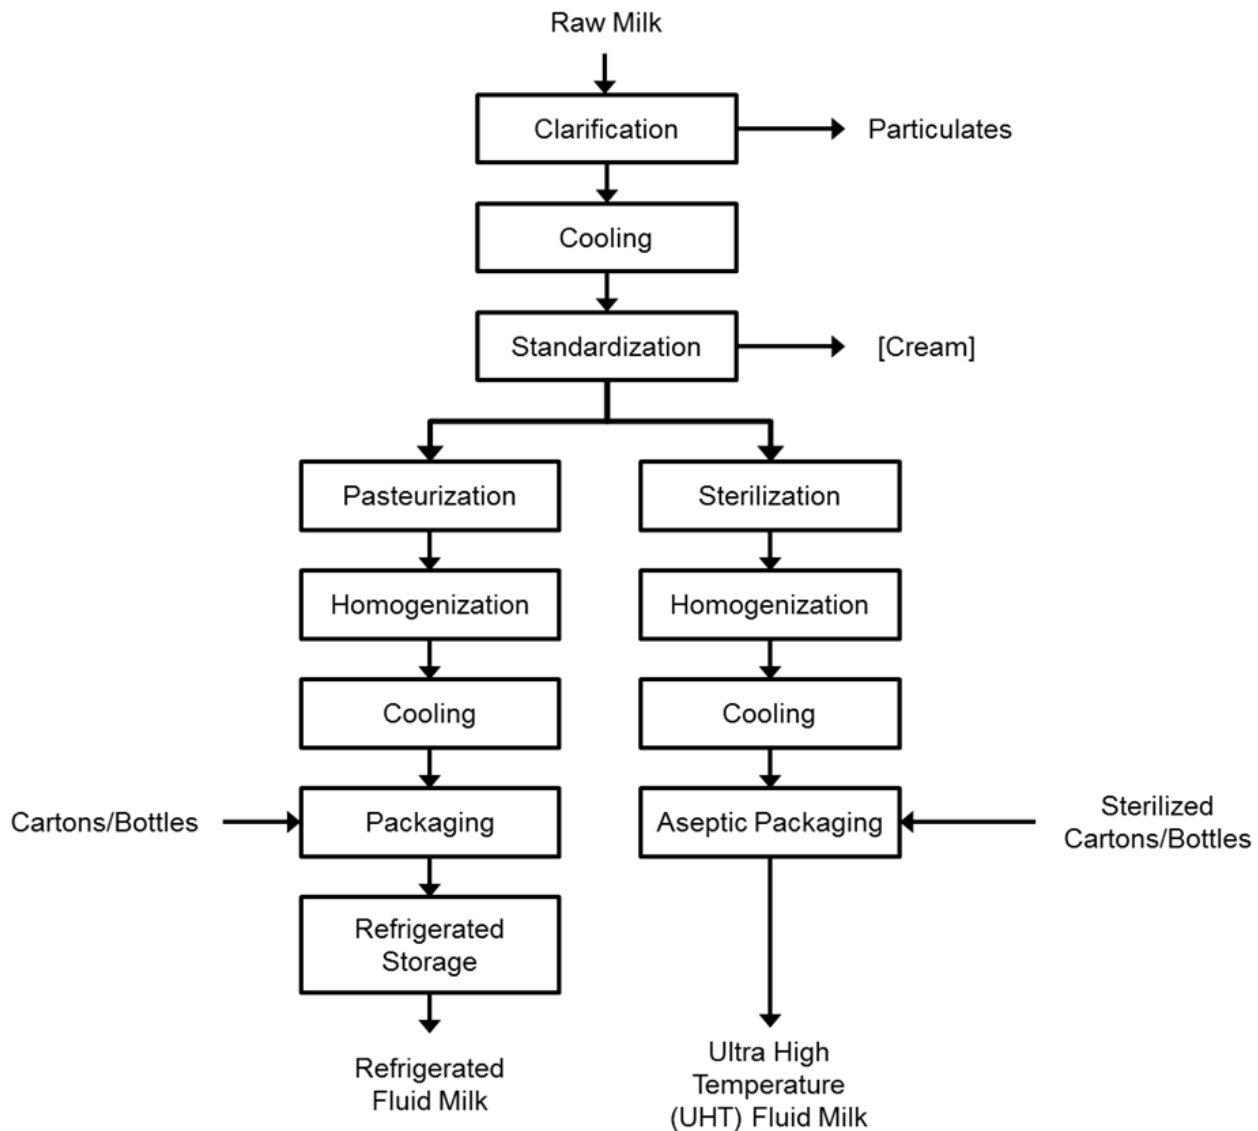 Raw Milk
Clarification
Particulates
Cooling
Standardization
[Cream]
Pasteurization
Sterilization
Homogenization
Homogenization
Cooling
Cooling
Cartons/Bottles
Packaging
Aseptic Packaging
Sterilized
Cartons/Bottles
Refrigerated
Storage
Refrigerated
Fluid Milk
Ultra High
Temperature
(UHT) Fluid Milk